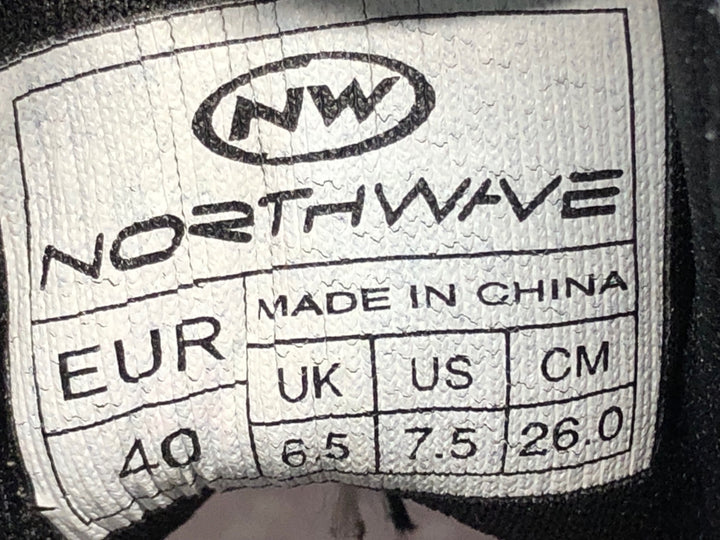 NW
NORTHWAVE
EUR
40
MADE IN CHINA
UK US CM
6.5 7.5 26.0